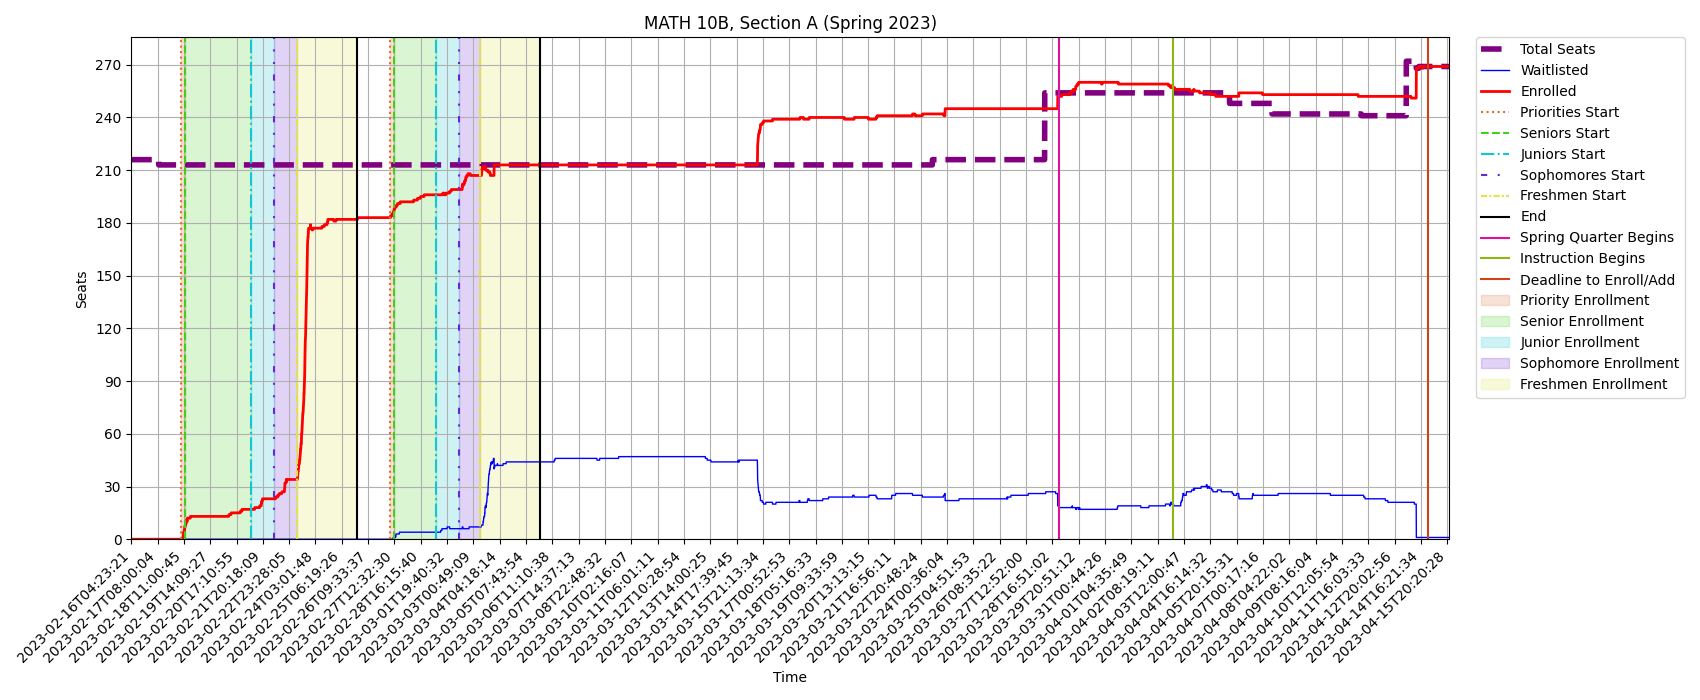 MATH 10B, Section A (Spring 2023)
270
240
210
180
150
120
90
60
30
0
Seats
2023-02-16T04:23:21
2023-02-17T08:00:04
2023-02-18T11:00:45
2023-02-19T14:09:27
2023-02-20T17:10:55
2023-02-21T20:18:09
2023-02-22T23:28:05
2023-02-24T03:01:48
2023-02-25T06:19:26
2023-02-26T09:33:37
2023-02-27T12:32:30
2023-02-28T16:15:40
2023-03-01T19:40:32
2023-03-03T00:49:09
2023-03-04T04:18:14
2023-03-05T07:43:54
2023-03-06T11:10:38
2023-03-07T14:37:13
2023-03-08T22:48:32
2023-03-10T02:16:07
2023-03-11T06:01:11
2023-03-12T10:28:54
2023-03-13T14:00:25
2023-03-14T17:39:45
2023-03-15T21:13:34
2023-03-17T00:52:53
2023-03-18T05:16:33
2023-03-19T09:33:59
2023-03-20T13:13:15
2023-03-21T16:56:11
2023-03-22T20:48:24
2023-03-24T00:36:04
2023-03-25T04:51:53
2023-03-26T08:35:22
2023-03-27T12:52:00
2023-03-28T16:51:02
2023-03-29T20:51:12
2023-03-31T00:44:26
2023-04-01T04:35:49
2023-04-02T08:19:11
2023-04-03T12:00:47
2023-04-04T16:14:32
2023-04-05T20:15:31
2023-04-07T00:17:16
2023-04-08T04:22:02
2023-04-09T08:16:04
2023-04-10T12:05:54
2023-04-11T16:03:33
2023-04-12T20:02:56
2023-04-14T16:21:34
2023-04-15T20:20:28
Time
Total Seats
Waitlisted
Enrolled
Priorities Start
Seniors Start
Juniors Start
Sophomores Start
Freshmen Start
End
Spring Quarter Begins
Instruction Begins
Deadline to Enroll/Add
Priority Enrollment
Senior Enrollment
Junior Enrollment
Sophomore Enrollment
Freshmen Enrollment